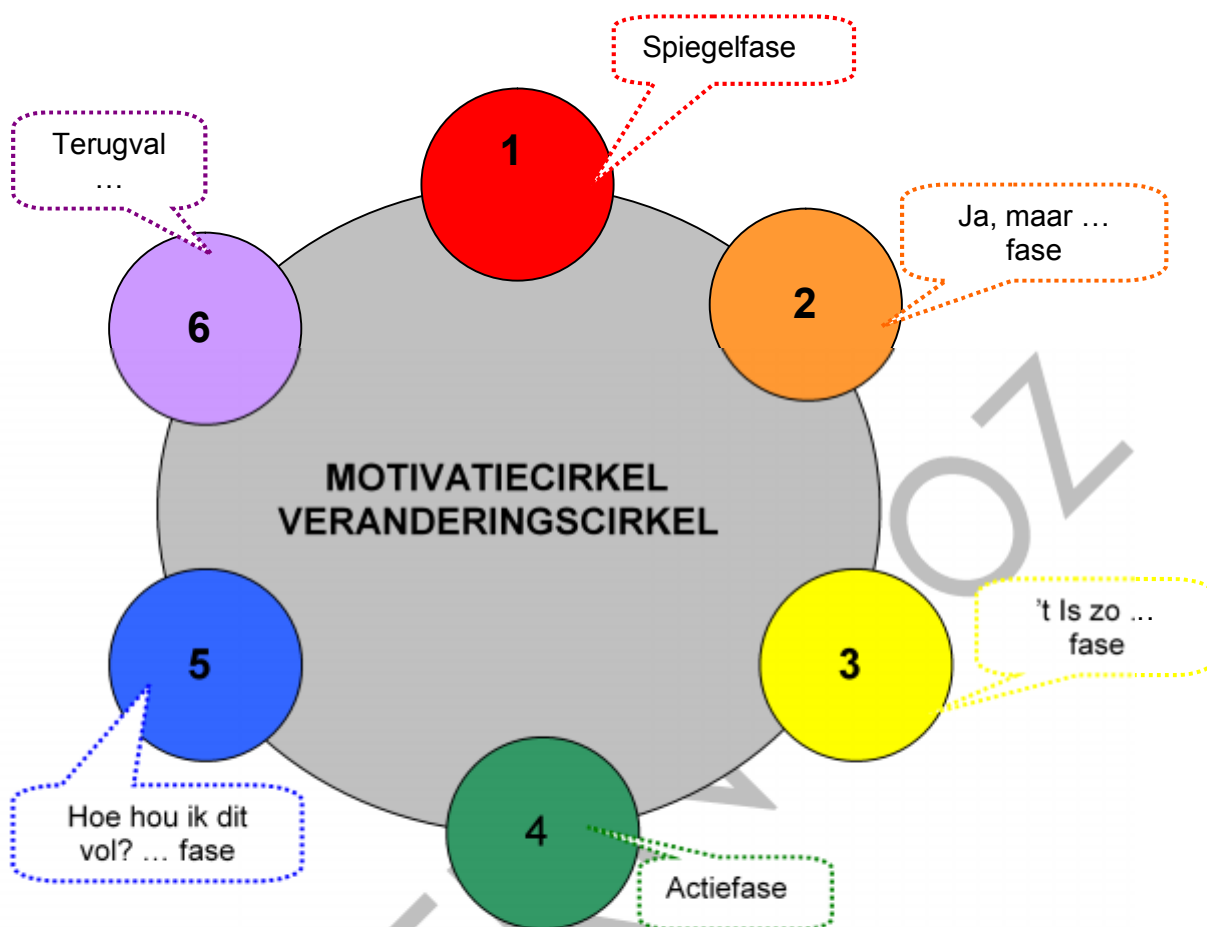 Spiegelfase
1
Terugval
…
Ja, maar …
fase
2
6
MOTIVATIECIRKEL
VERANDERINGSCIRKEL
't Is zo …
fase
3
5
4
Hoe hou ik dit
vol? … fase
Actiefase